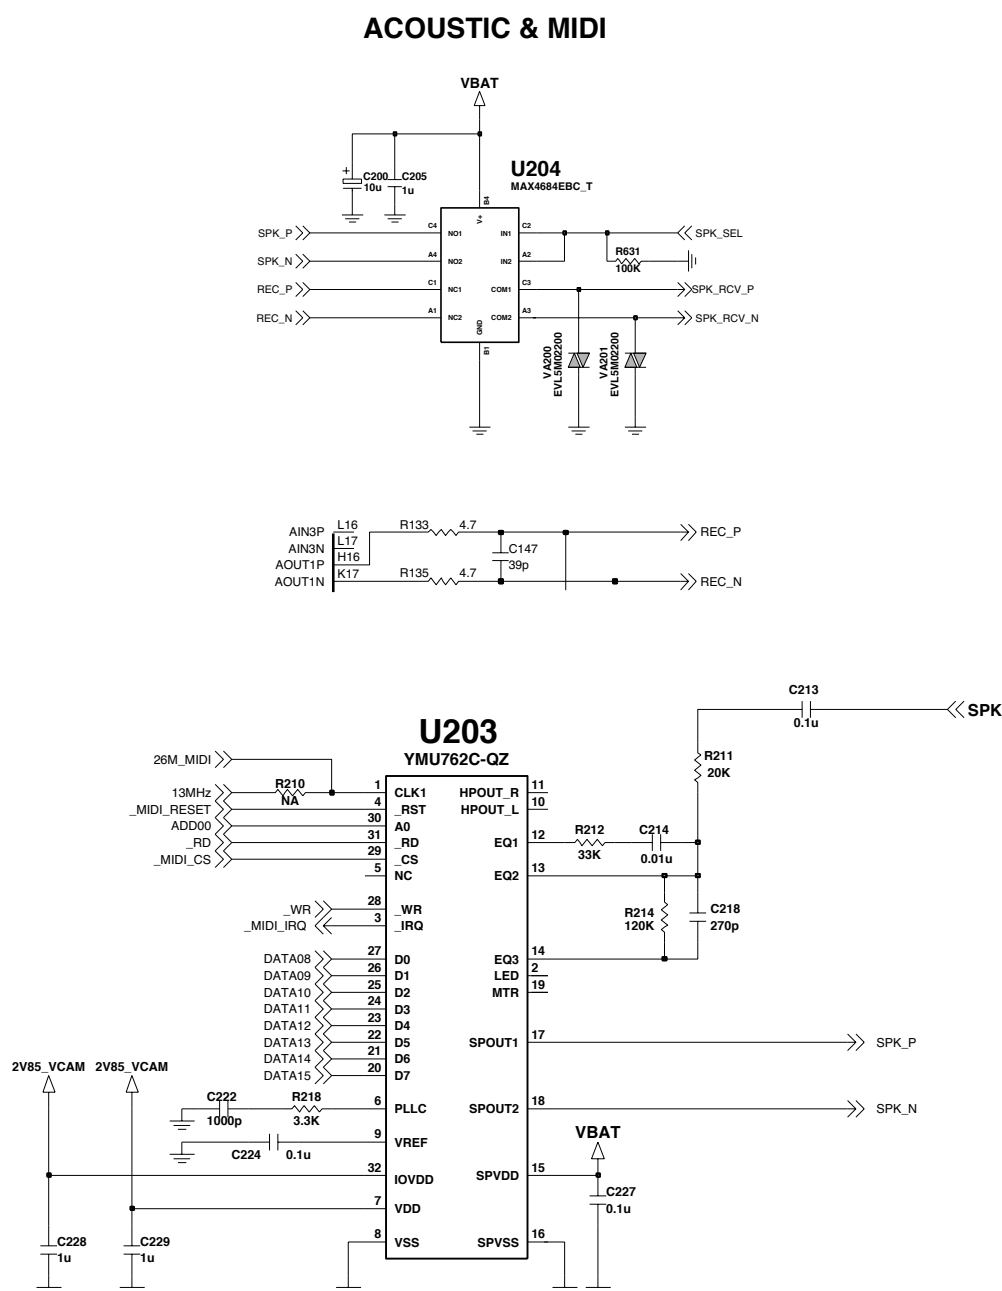 ACOUSTIC & MIDI
VBAT
C200
10u
C205
1u
U204
MAX4684EBC_T
B4
V+
SPK_P C4 NO1 IN1 C2 SPK_SEL
SPK_N A4 NO2 IN2 A2 R631
100K
REC_P C1 NC1 COM1 C3 SPK_RCV_P
REC_N A1 NC2 COM2 A3 SPK_RCV_N
GND
B1
VA200
EVL5M02200
VA201
EVL5M02200
AIN3P L16 R133 4.7 REC_P
AIN3N L17
AOUT1P H16 C147
39p
AOUT1N K17 R135 4.7 REC_N
C213
0.1u
SPK
U203
YMU762C-QZ
R211
20K
26M_MIDI
13MHz R210
NA
1 CLK1 HPOUT_R 11
_MIDI_RESET 4 _RST HPOUT_L 10
ADD00 30 A0
_RD 31 _RD EQ1 12 R212
33K
C214
0.01u
_MIDI_CS 29 _CS
5 NC EQ2 13
_WR 28 _WR
_MIDI_IRQ 3 _IRQ
R214
120K
C218
270p
DATA08 27 D0 EQ3 14
DATA09 26 D1 LED 2
DATA10 25 D2 MTR 19
DATA11 24 D3
DATA12 23 D4
DATA13 22 D5 SPOUT1 17 SPK_P
DATA14 21 D6
DATA15 20 D7
2V85_VCAM 2V85_VCAM
C222
1000p
R218
3.3K
6 PLLC SPOUT2 18 SPK_N
C224 0.1u 9 VREF
VBAT
32 IOVDD SPVDD 15
C227
0.1u
7 VDD
8 VSS SPVSS 16
C228
1u
C229
1u